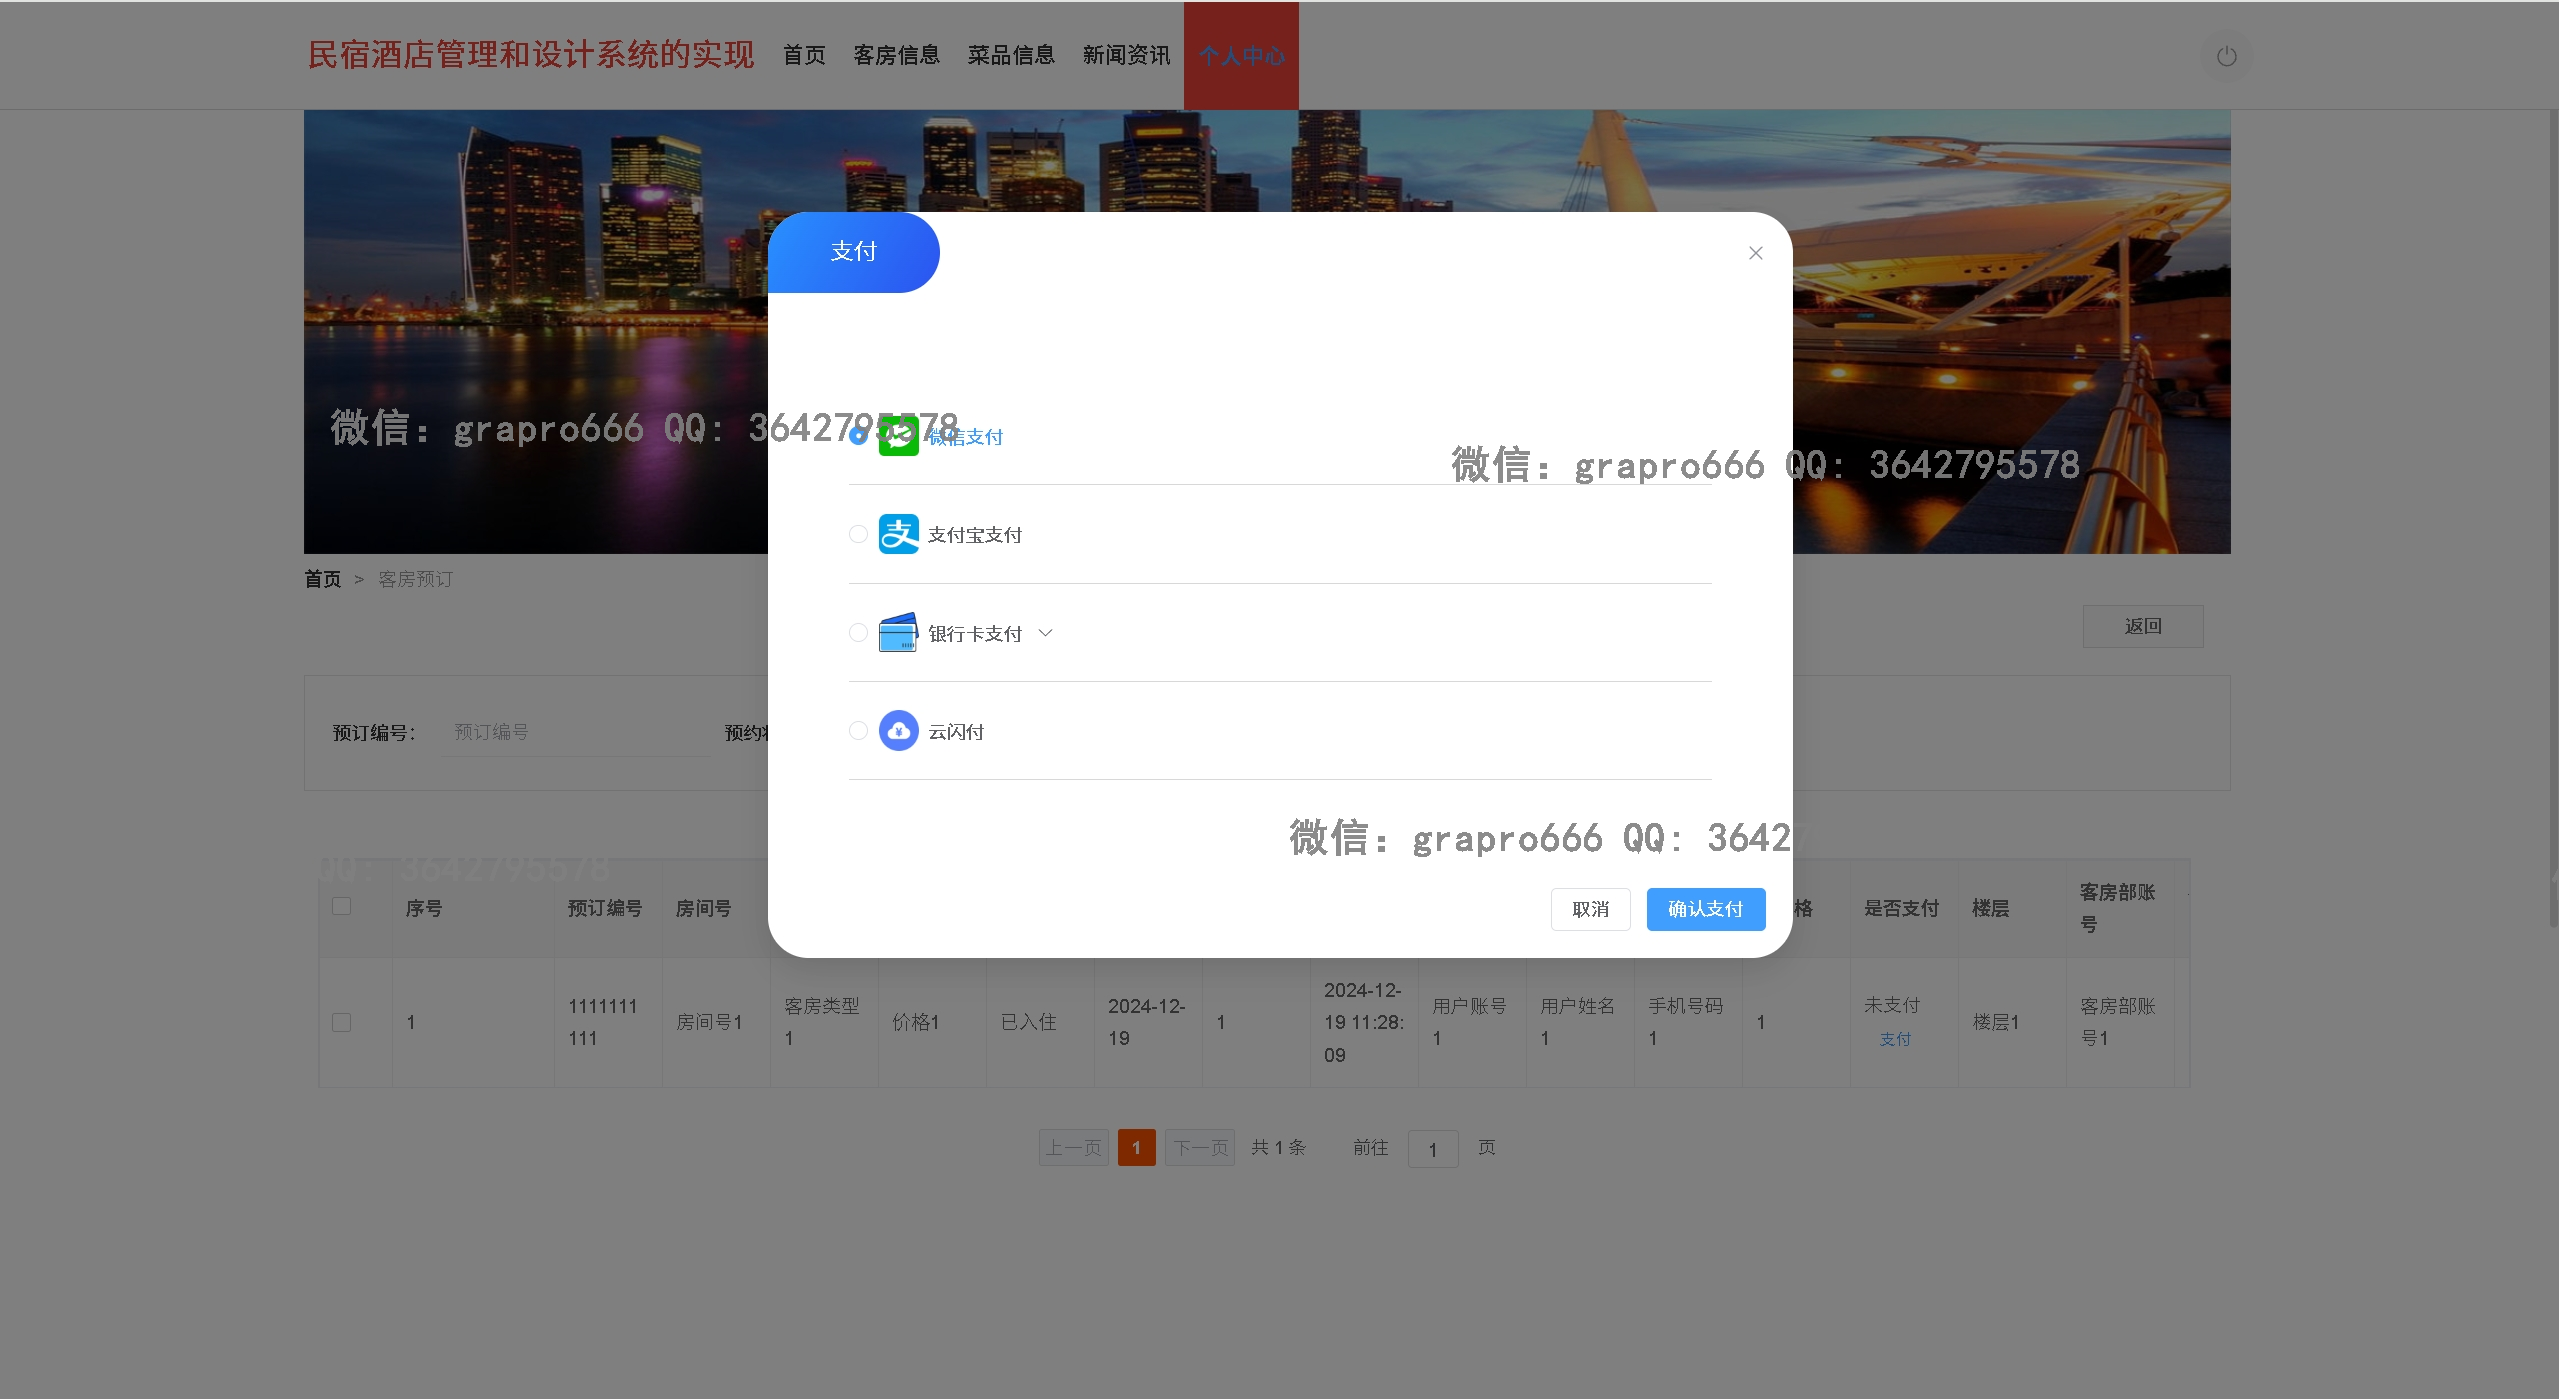 民宿酒店管理和设计系统的实现 首页 客房信息 菜品信息 新闻资讯 个人中心
支付
微信：grapro666 QQ：3642795578
微信支付
微信：grapro666 QQ：3642795578
支付宝支付
首页 > 客房预订
返回
银行卡支付
预订编号： 预订编号 预约
云闪付
微信：grapro666 QQ：3642
QQ：3642795578
取消 确认支付
序号 预订编号 房间号 格 是否支付 楼层 客房部账
号
1 1111111
111 房间号1 客房类型
1 价格1 已入住 2024-12-
19 1 2024-12-
19 11:28:
09 用户账号
1 用户姓名
1 手机号码
1 1 未支付
支付 楼层1 客房部账
号1
上一页 1 下一页 共 1 条 前往 1 页